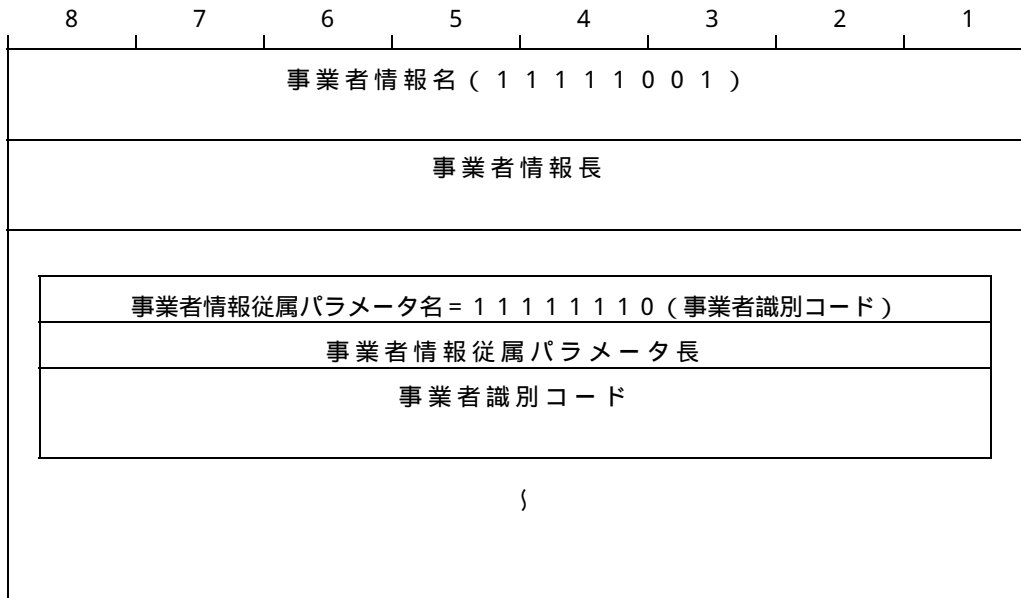 8 7 6 5 4 3 2 1
事業者情報名(11111001)
事業者情報長
事業者情報従属パラメータ名=11111110(事業者識別コード)
事業者情報従属パラメータ長
事業者識別コード
~